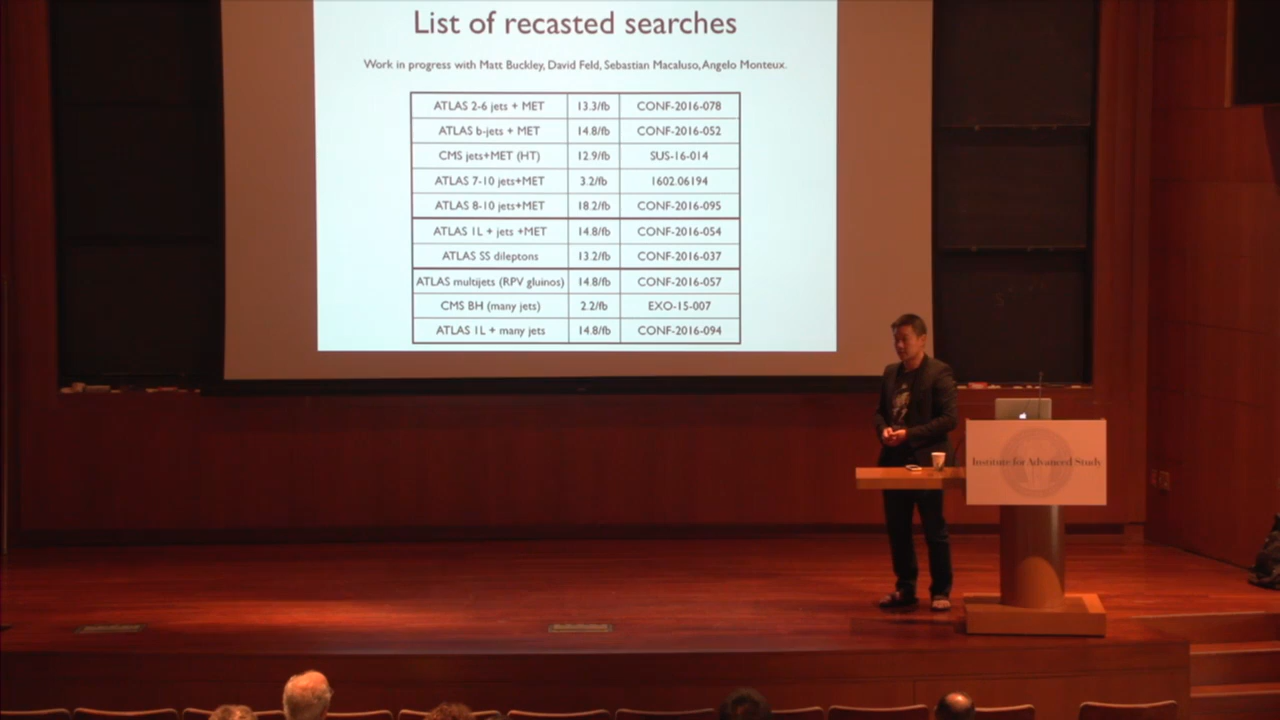 List of recasted searches
Work in progress with Matt Buckley, David Feld, Sebastian Macaluso, Angelo Monteux.
ATLAS 2-6 jets + MET 13.3/fb CONF-2016-078
ATLAS b-jets + MET 14.8/fb CONF-2016-052
CMS jets+MET (HT) 12.9/fb SUS-16-014
ATLAS 7-10 jets+MET 3.2/fb 1602.06194
ATLAS 8-10 jets+MET 18.2/fb CONF-2016-095
ATLAS 1L + jets +MET 14.8/fb CONF-2016-054
ATLAS SS dileptons 13.2/fb CONF-2016-037
ATLAS multijets (RPV gluinos) 14.8/fb CONF-2016-057
CMS BH (many jets) 2.2/fb EXO-15-007
ATLAS 1L + many jets 14.8/fb CONF-2016-094
Institute for Advanced Study